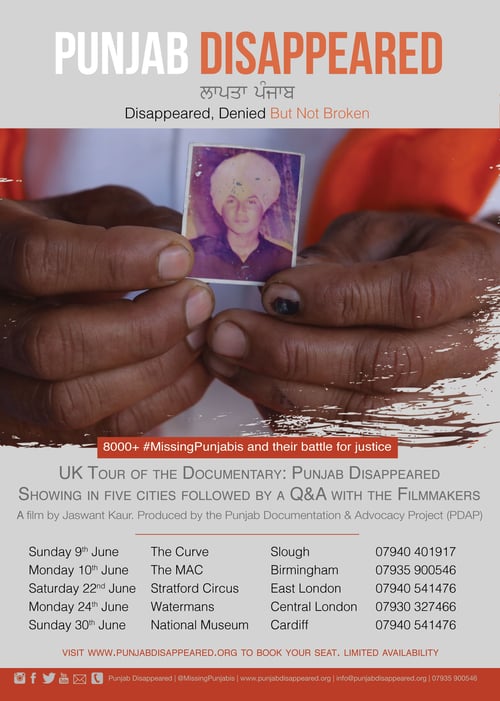 PUNJAB DISAPPEARED
ਲਾਪਤਾ ਪੰਜਾਬ
Disappeared, Denied But Not Broken
8000+ #MissingPunjabis and their battle for justice
UK Tour of the Documentary: Punjab Disappeared
Showing in five cities followed by a Q&A with the Filmmakers
A film by Jaswant Kaur. Produced by the Punjab Documentation & Advocacy Project (PDAP)
Sunday 9th June The Curve Slough 07940 401917
Monday 10th June The MAC Birmingham 07935 900546
Saturday 22nd June Stratford Circus East London 07940 541476
Monday 24th June Watermans Central London 07930 327466
Sunday 30th June National Museum Cardiff 07940 541476
VISIT WWW.PUNJABDISAPPEARED.ORG TO BOOK YOUR SEAT. LIMITED AVAILABILITY
Punjab Disappeared | @MissingPunjabis | www.punjabdisappeared.org | info@punjabdisappeared.org | 07935 900546